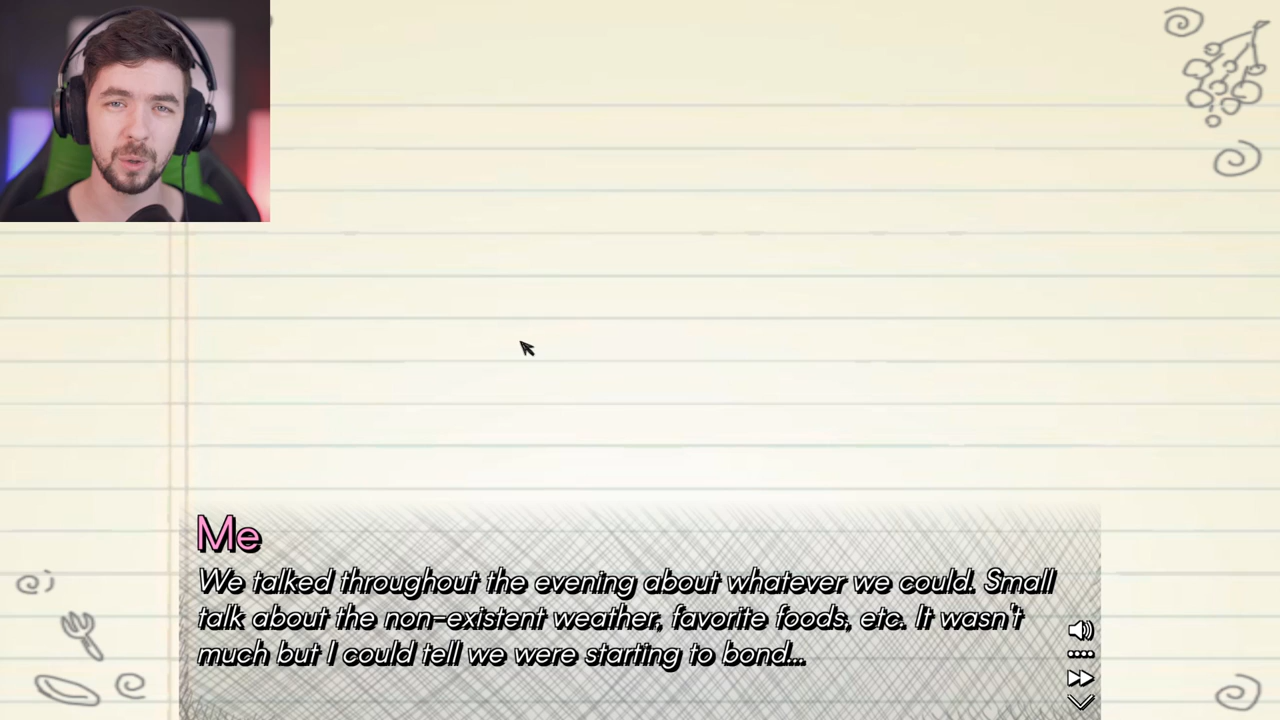 Me
We talked throughout the evening about whatever we could. Small
talk about the non-existent weather, favorite foods, etc. It wasn't
much but I could tell we were starting to bond...